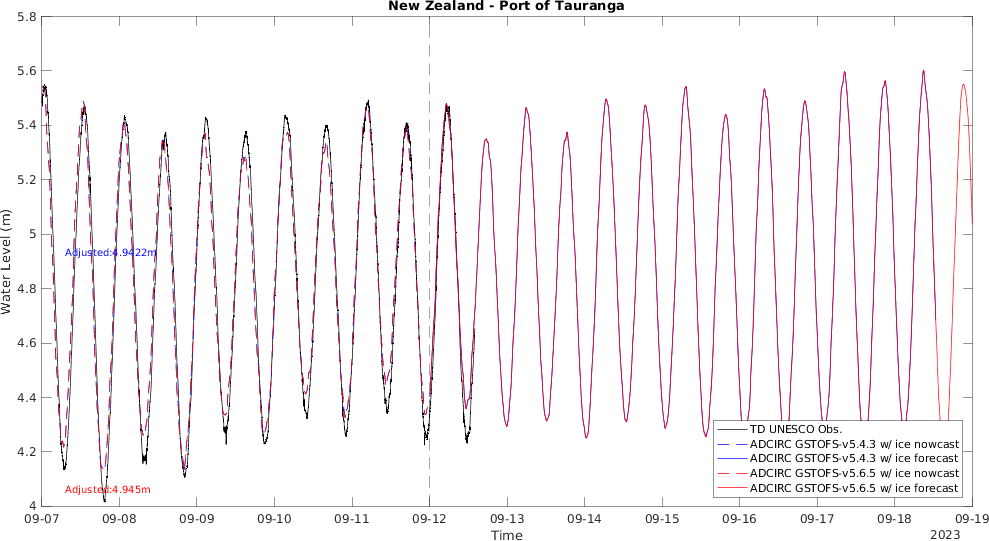 New Zealand - Port of Tauranga
5.8
5.6
5.4
5.2
5
4.8
4.6
4.4
4.2
4
Water Level (m)
Adjusted:4.9422m
Adjusted:4.945m
TD UNESCO Obs.
ADCIRC GSTOFS-v5.4.3 w/ ice nowcast
ADCIRC GSTOFS-v5.4.3 w/ ice forecast
ADCIRC GSTOFS-v5.6.5 w/ ice nowcast
ADCIRC GSTOFS-v5.6.5 w/ ice forecast
09-07 09-08 09-09 09-10 09-11 09-12 09-13 09-14 09-15 09-16 09-17 09-18 09-19
Time
2023